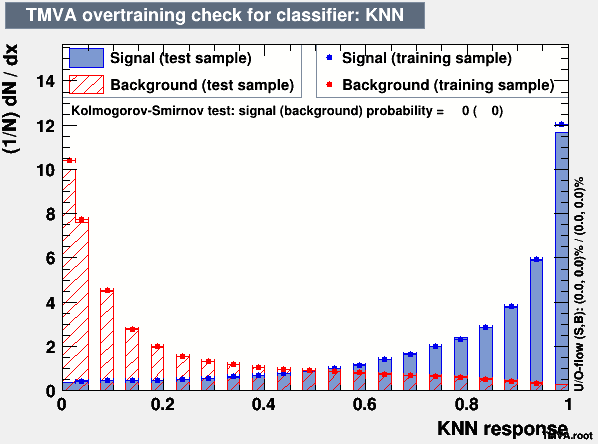 TMVA overtraining check for classifier: KNN
(1/N) dN / dx
Signal (test sample)
Background (test sample)
Signal (training sample)
Background (training sample)
Kolmogorov-Smirnov test: signal (background) probability = 0 ( 0)
14
12
10
8
6
4
2
0
0 0.2 0.4 0.6 0.8 1
KNN response
U/O-flow (S,B): (0.0, 0.0)% / (0.0, 0.0)%
TMVA.root